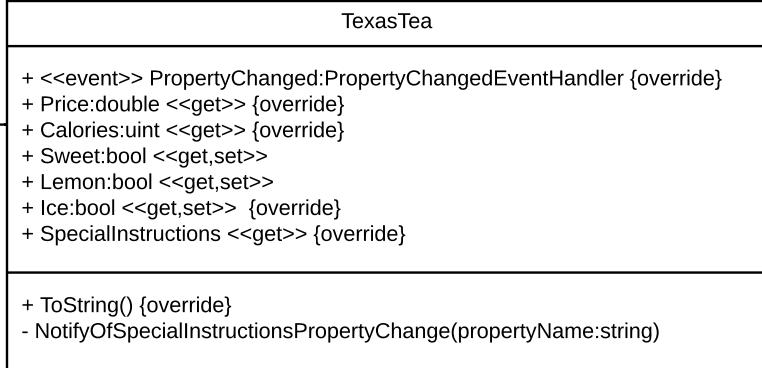 TexasTea
+ <<event>> PropertyChanged:PropertyChangedEventHandler {override}
+ Price:double <<get>> {override}
+ Calories:uint <<get>> {override}
+ Sweet:bool <<get,set>>
+ Lemon:bool <<get,set>>
+ Ice:bool <<get,set>>  {override}
+ SpecialInstructions <<get>> {override}
+ ToString() {override}
- NotifyOfSpecialInstructionsPropertyChange(propertyName:string)